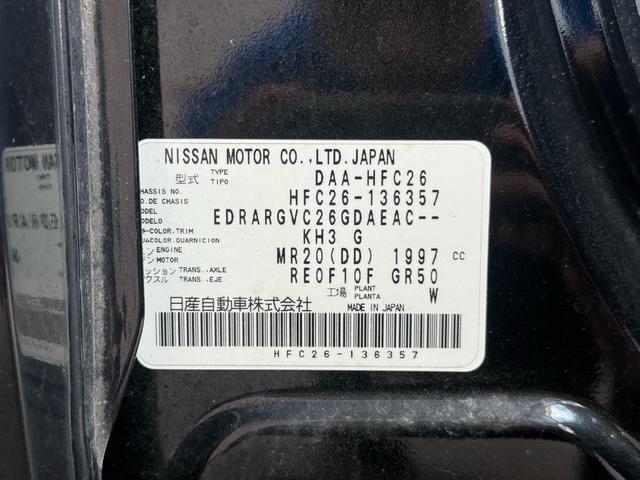 NISSAN MOTOR CO.,LTD.JAPAN
型式 TYPE TIPO DAA-HFC26
CHASSIS NO. NO. DE CHASIS HFC26-136357
MODEL MODELO EDRARGVC26GDAEAC--
COLOR,TRIM COLOR,GUARNICION KH3 G
ENGINE MOTOR MR20(DD) 1997 CC
TRANS.,AXLE TRANS.,EJE RE0F10F GR50
工場 PLANT PLANTA W
日産自動車株式会社 MADE IN JAPAN
HFC26-136357